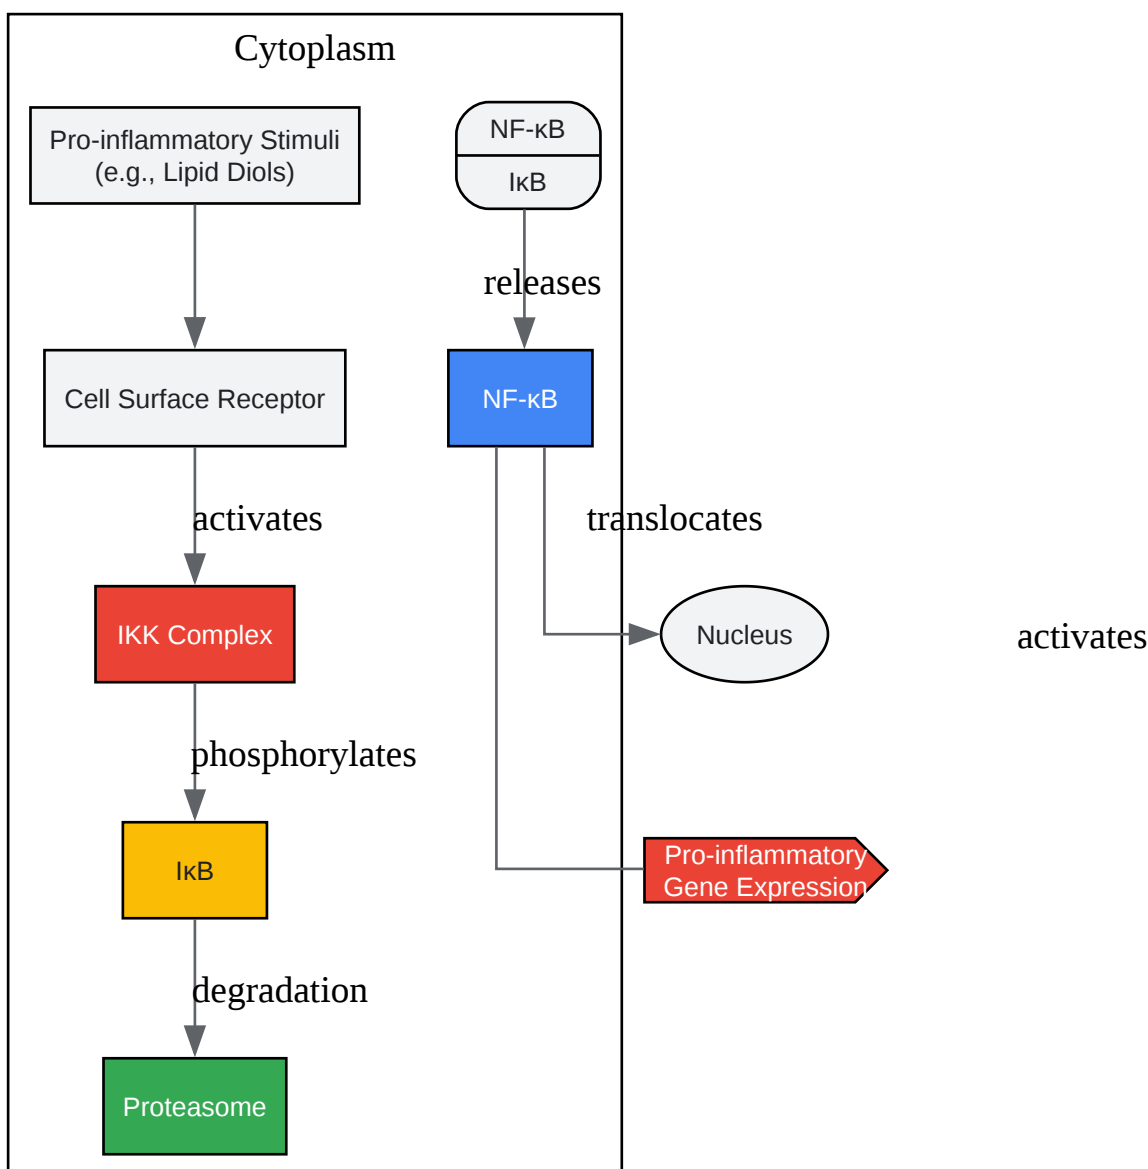 Cytoplasm
Pro-inflammatory Stimuli
(e.g., Lipid Diols)
Cell Surface Receptor
activates
IKK Complex
phosphorylates
IκB
degradation
Proteasome
NF-κB
IκB
releases
NF-κB
translocates
Nucleus
activates
Pro-inflammatory
Gene Expression